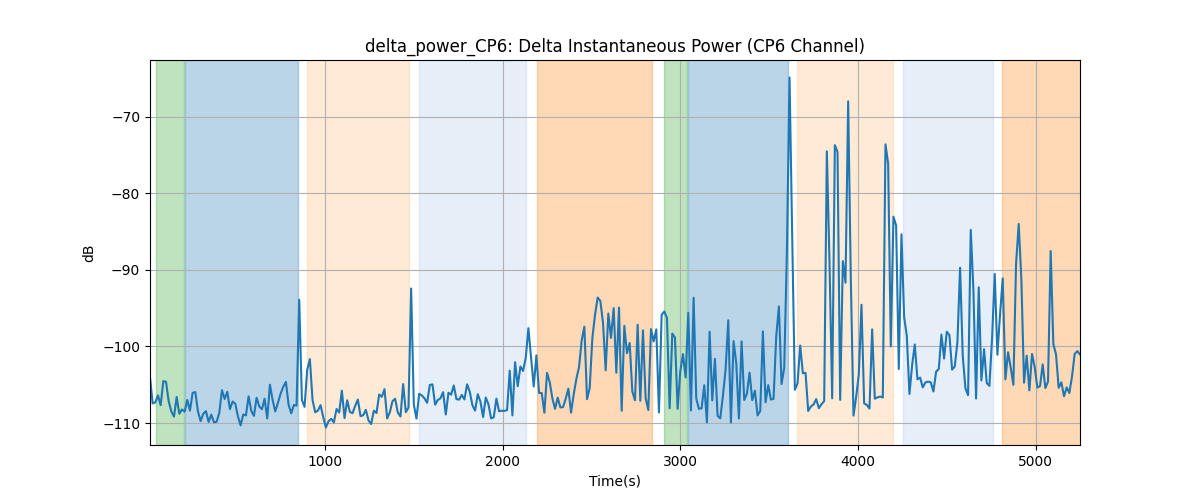 delta_power_CP6: Delta Instantaneous Power (CP6 Channel)
−70
−80
−90
−100
−110
dB
1000 2000 3000 4000 5000
Time(s)